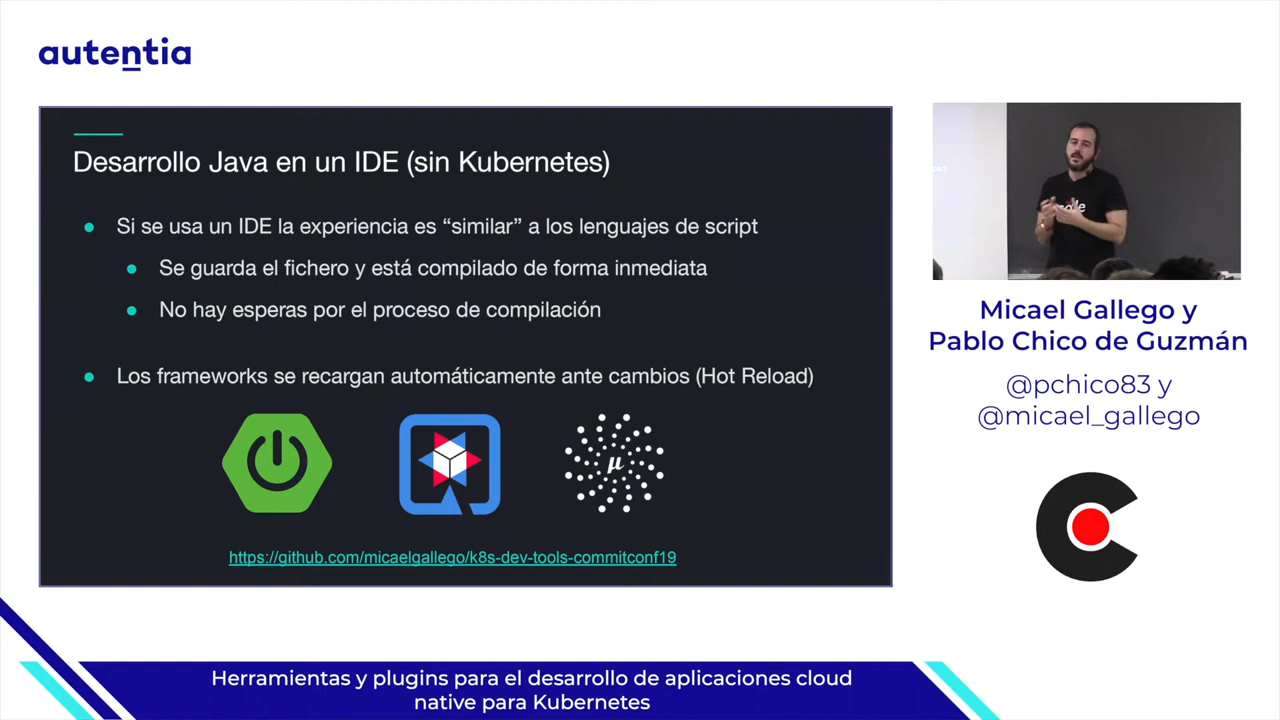 autentia
Desarrollo Java en un IDE (sin Kubernetes)
Si se usa un IDE la experiencia es “similar” a los lenguajes de script
Se guarda el fichero y está compilado de forma inmediata
No hay esperas por el proceso de compilación
Los frameworks se recargan automáticamente ante cambios (Hot Reload)
µ
https://github.com/micaelgallego/k8s-dev-tools-commitconf19
Micael Gallego y
Pablo Chico de Guzmán
@pchico83 y
@micael_gallego
Herramientas y plugins para el desarrollo de aplicaciones cloud
native para Kubernetes